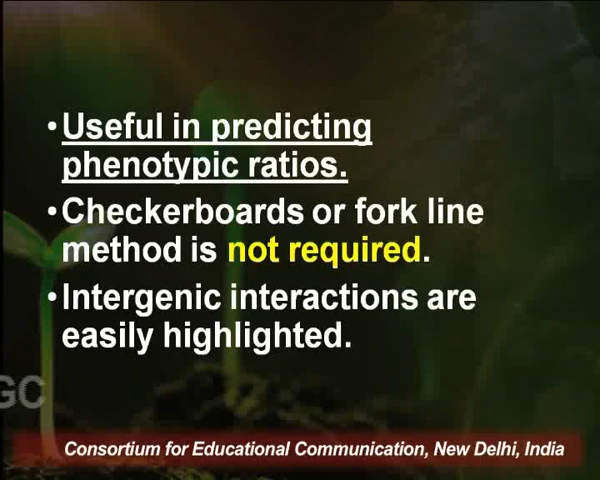 •Useful in predicting
phenotypic ratios.
•Checkerboards or fork line
method is not required.
•Intergenic interactions are
easily highlighted.
GC
Consortium for Educational Communication, New Delhi, India